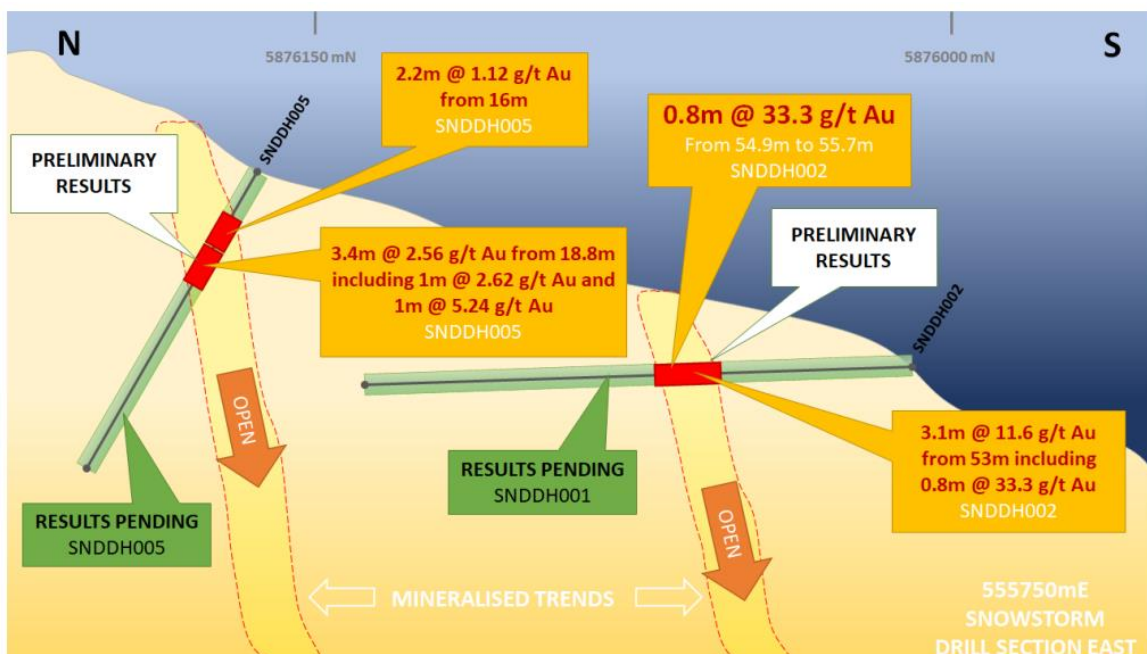 N
5876150 mN
5876000 mN
S
2.2m @ 1.12 g/t Au
from 16m
SNDDH005
SNDDH005
PRELIMINARY
RESULTS
0.8m @ 33.3 g/t Au
From 54.9m to 55.7m
SNDDH002
3.4m @ 2.56 g/t Au from 18.8m
including 1m @ 2.62 g/t Au and
1m @ 5.24 g/t Au
SNDDH005
PRELIMINARY
RESULTS
SNDDH002
OPEN
3.1m @ 11.6 g/t Au
from 53m including
0.8m @ 33.3 g/t Au
SNDDH002
RESULTS PENDING
SNDDH001
RESULTS PENDING
SNDDH005
OPEN
MINERALISED TRENDS
555750mE
SNOWSTORM
DRILL SECTION EAST